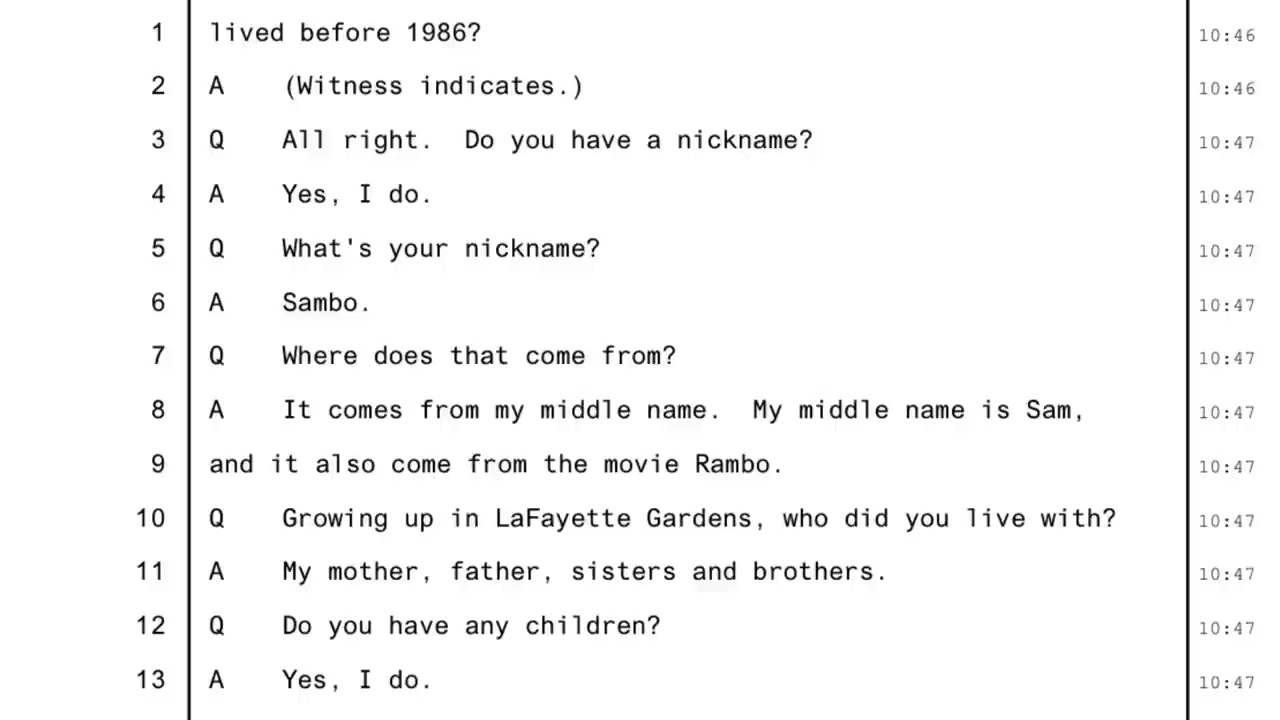 1 lived before 1986? 10:46
2 A (Witness indicates.) 10:46
3 Q All right. Do you have a nickname? 10:47
4 A Yes, I do. 10:47
5 Q What's your nickname? 10:47
6 A Sambo. 10:47
7 Q Where does that come from? 10:47
8 A It comes from my middle name. My middle name is Sam, 10:47
9 and it also come from the movie Rambo. 10:47
10 Q Growing up in LaFayette Gardens, who did you live with? 10:47
11 A My mother, father, sisters and brothers. 10:47
12 Q Do you have any children? 10:47
13 A Yes, I do. 10:47